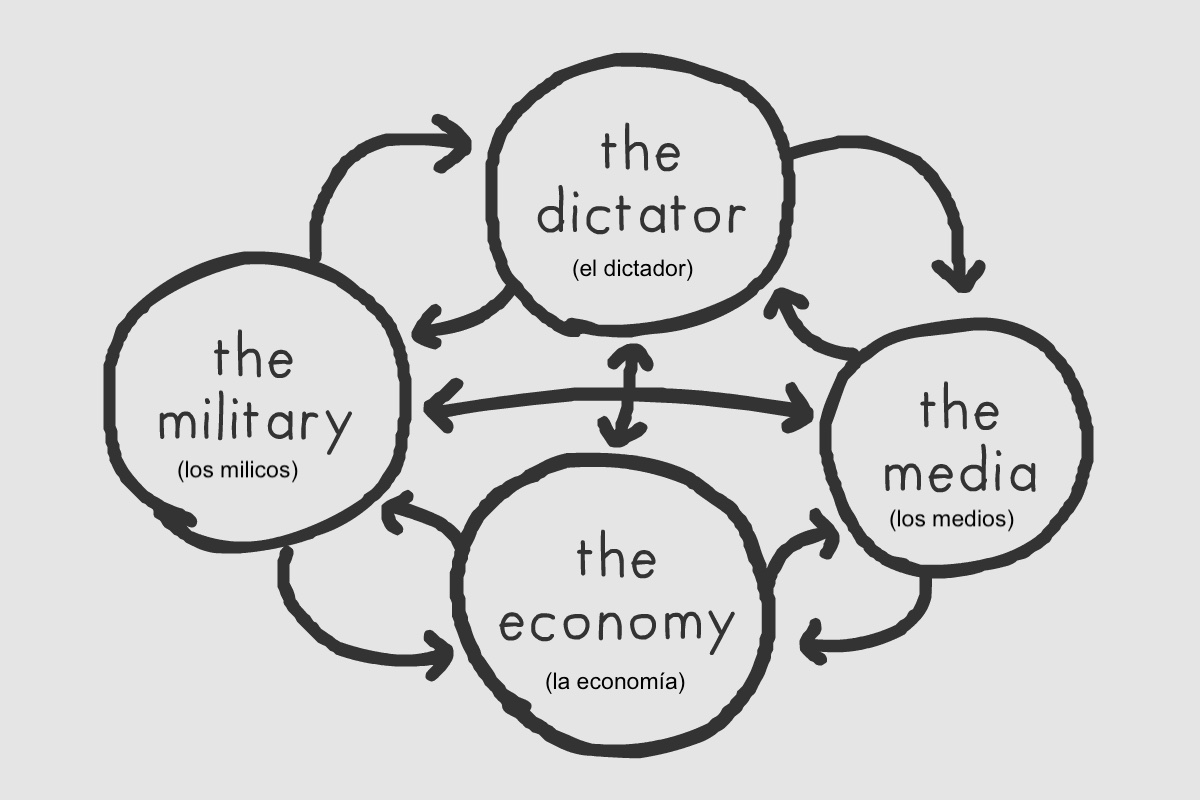 the
dictator
(el dictador)
the
military
(los milicos)
the
media
(los medios)
the
economy
(la economía)